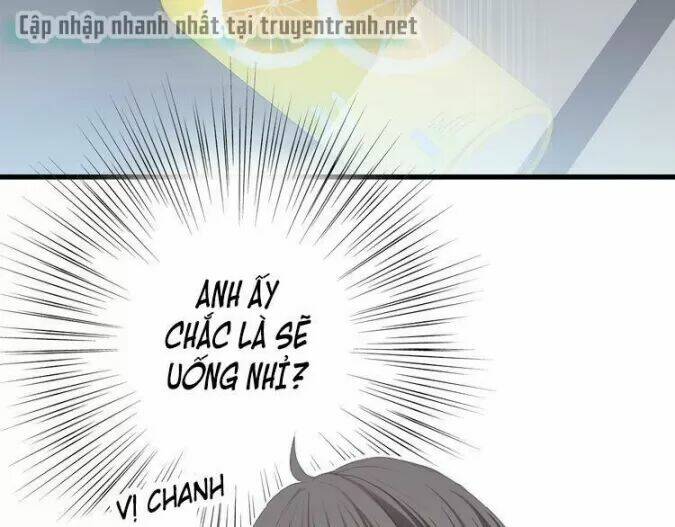 Cập nhập nhanh nhất tại truyentranh.net
ANH ẤY
CHẮC LÀ SẼ
UỐNG NHỈ?
VỊ CHANH